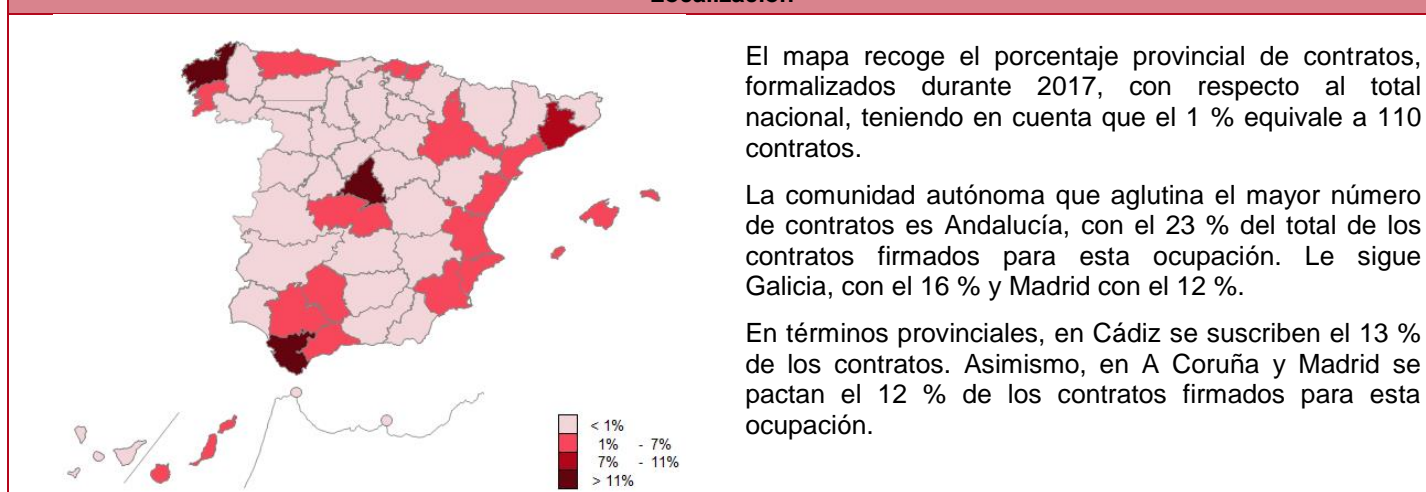 Localización
El mapa recoge el porcentaje provincial de contratos,
formalizados durante 2017, con respecto al total
nacional, teniendo en cuenta que el 1 % equivale a 110
contratos.
La comunidad autónoma que aglutina el mayor número
de contratos es Andalucía, con el 23 % del total de los
contratos firmados para esta ocupación. Le sigue
Galicia, con el 16 % y Madrid con el 12 %.
En términos provinciales, en Cádiz se suscriben el 13 %
de los contratos. Asimismo, en A Coruña y Madrid se
pactan el 12 % de los contratos firmados para esta
ocupación.
< 1%
1% - 7%
7% - 11%
> 11%